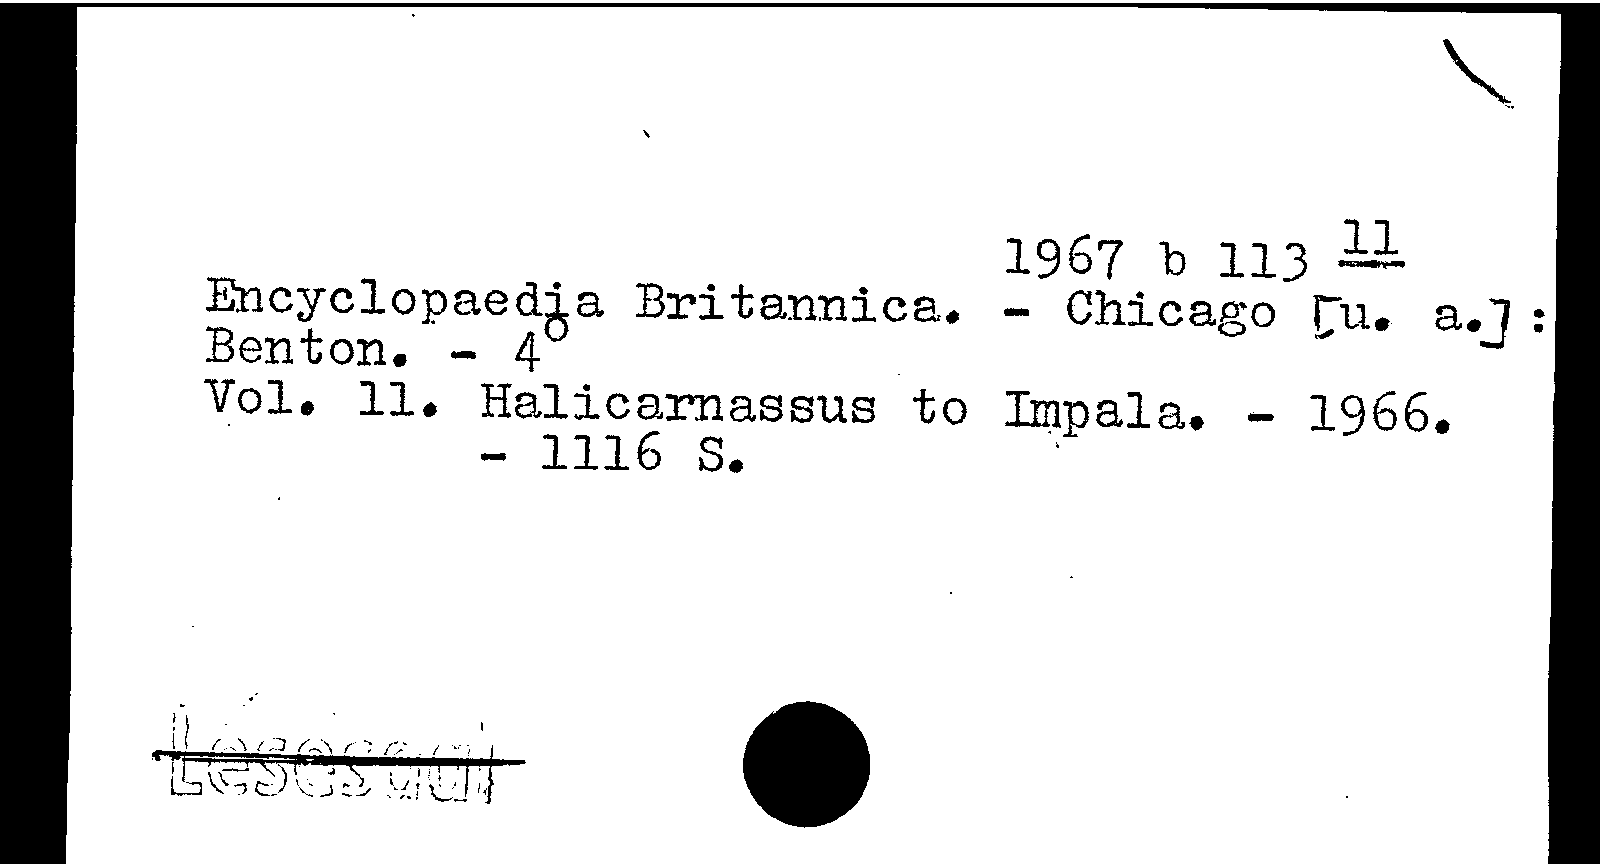 1967 b 113 11
Encyclopaedia Britannica. - Chicago [u. a.] :
Benton. - 4°
Vol. 11. Halicarnassus to Impala. - 1966.
- 1116 S.
Lesesaal